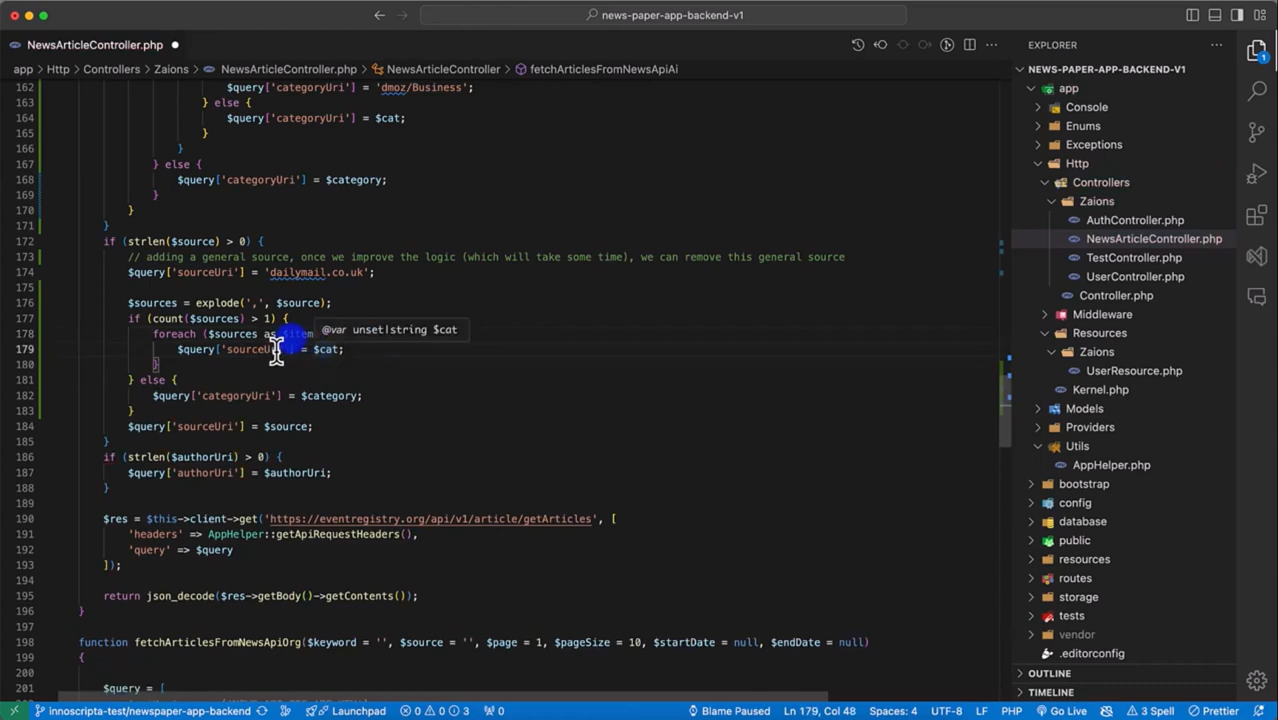 news-paper-app-backend-v1
NewsArticleController.php
EXPLORER
app > Http > Controllers > Zaions > NewsArticleController.php > NewsArticleController > fetchArticlesFromNewsApiAi
162 $query['categoryUri'] = 'dmoz/Business';
163 } else {
164 $query['categoryUri'] = $cat;
165 }
166 }
167 } else {
168 $query['categoryUri'] = $category;
169 }
170 }
171 }
172 if (strlen($source) > 0) {
173 // adding a general source, once we improve the logic (which will take some time), we can remove this general source
174 $query['sourceUri'] = 'dailymail.co.uk';
175
176 $sources = explode(',', $source);
177 if (count($sources) > 1) {
178 foreach ($sources as $item
@var unset|string $cat
179 $query['sourceU ] = $cat;
180 }
181 } else {
182 $query['categoryUri'] = $category;
183 }
184 $query['sourceUri'] = $source;
185 }
186 if (strlen($authorUri) > 0) {
187 $query['authorUri'] = $authorUri;
188 }
189
190 $res = $this->client->get('https://eventregistry.org/api/v1/article/getArticles', [
191 'headers' => AppHelper::getApiRequestHeaders(),
192 'query' => $query
193 ]);
194
195 return json_decode($res->getBody()->getContents());
196 }
197
198 function fetchArticlesFromNewsApiOrg($keyword = '', $source = '', $page = 1, $pageSize = 10, $startDate = null, $endDate = null)
199 {
200
201 $query = [
NEWS-PAPER-APP-BACKEND-V1
app
Console
Enums
Exceptions
Http
Controllers
Zaions
AuthController.php
NewsArticleController.php
TestController.php
UserController.php
Controller.php
Middleware
Resources
Zaions
UserResource.php
Kernel.php
Models
Providers
Utils
AppHelper.php
bootstrap
config
database
public
resources
routes
storage
tests
vendor
.editorconfig
OUTLINE
TIMELINE
1
innoscripta-test/newspaper-app-backend Launchpad 0 0 3 0 Blame Paused Ln 179, Col 48 Spaces: 4 UTF-8 LF PHP Go Live 3 Spell Prettier